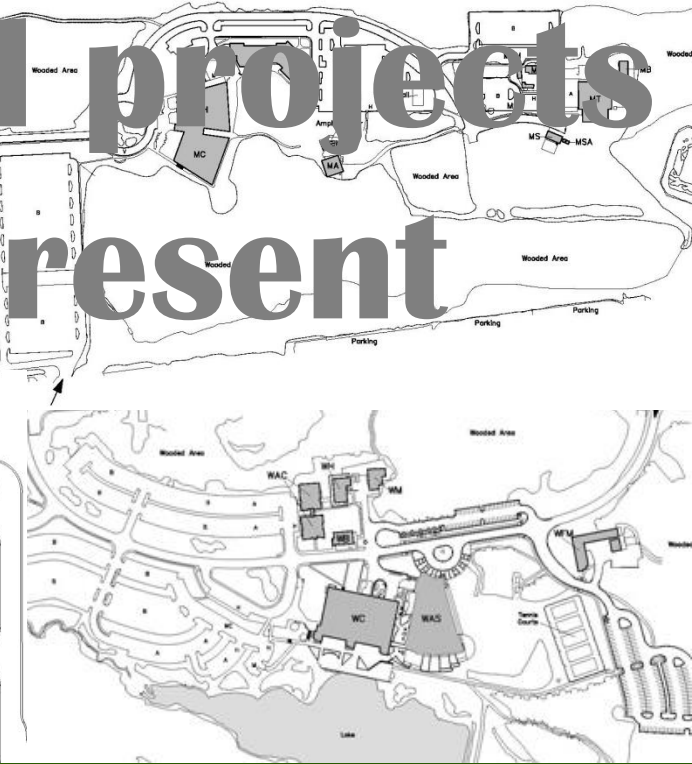 l projects
resent
Wooded Area
Wooded
B
MB
MT
A
H
MS
MSA
MC
MA
Wooded Area
B
Wooded Area
B
Parking
Parking
Parking
Wooded Area
Wooded Area
WH
WAC
WM
WB
WFM
WC
WAS
Tennis
Courts
Lake